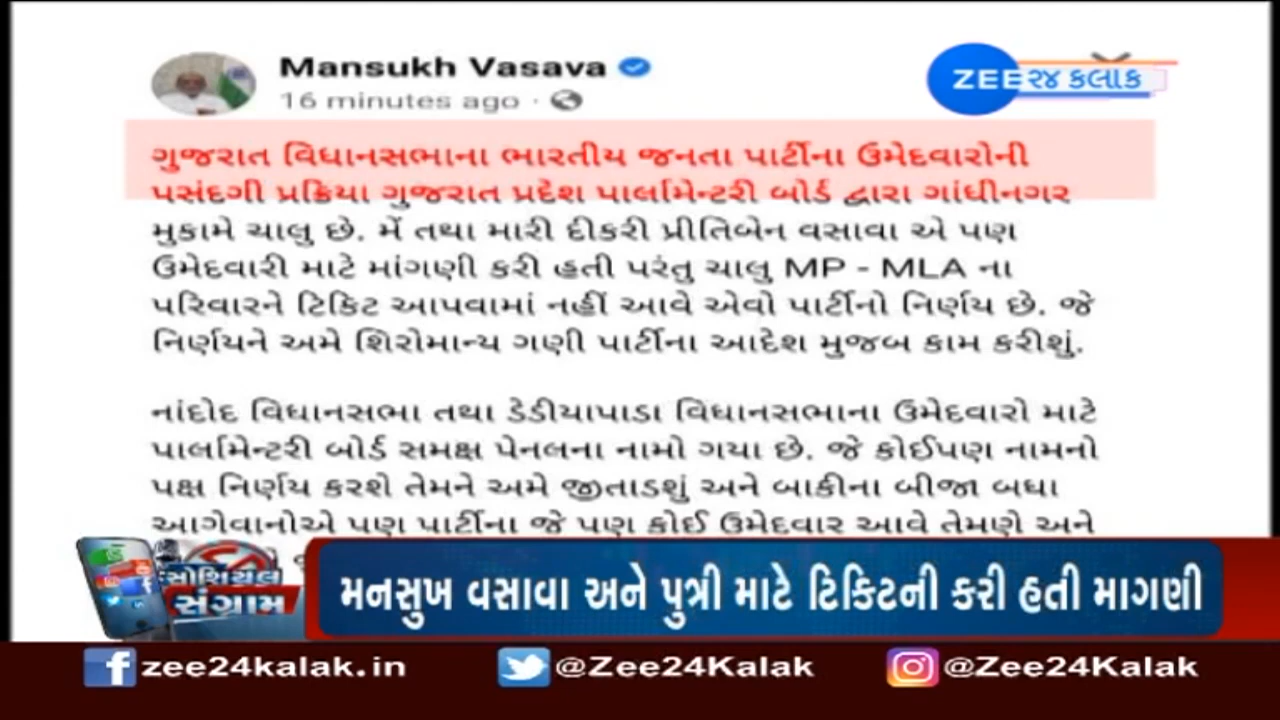 Mansukh Vasava
16 minutes ago ·
ZEE ૨૪ કલાક
ગુજરાત વિધાનસભાના ભારતીય જનતા પાર્ટીના ઉમેદવારોની
પસંદગી પ્રક્રિયા ગુજરાત પ્રદેશ પાર્લામેન્ટરી બોર્ડ દ્વારા ગાંધીનગર
મુકામે ચાલુ છે. મેં તથા મારી દીકરી પ્રીતિબેન વસાવા એ પણ
ઉમેદવારી માટે માંગણી કરી હતી પરંતુ ચાલુ MP - MLA ના
પરિવારને ટિકિટ આપવામાં નહીં આવે એવો પાર્ટીનો નિર્ણય છે. જે
નિર્ણયને અમે શિરોમાન્ય ગણી પાર્ટીના આદેશ મુજબ કામ કરીશું.
નાંદોદ વિધાનસભા તથા ડેડીયાપાડા વિધાનસભાના ઉમેદવારો માટે
પાર્લામેન્ટરી બોર્ડ સમક્ષ પેનલના નામો ગયા છે. જે કોઈપણ નામનો
પક્ષ નિર્ણય કરશે તેમને અમે જીતાડશું અને બાકીના બીજા બધા
આગેવાનોએ પણ પાર્ટીના જે પણ કોઈ ઉમેદવાર આવે તેમણે અને
સોશિયલ
સંગ્રામ
મનસુખ વસાવા અને પુત્રી માટે ટિકિટની કરી હતી માગણી
zee24kalak.in
@Zee24Kalak
@Zee24Kalak